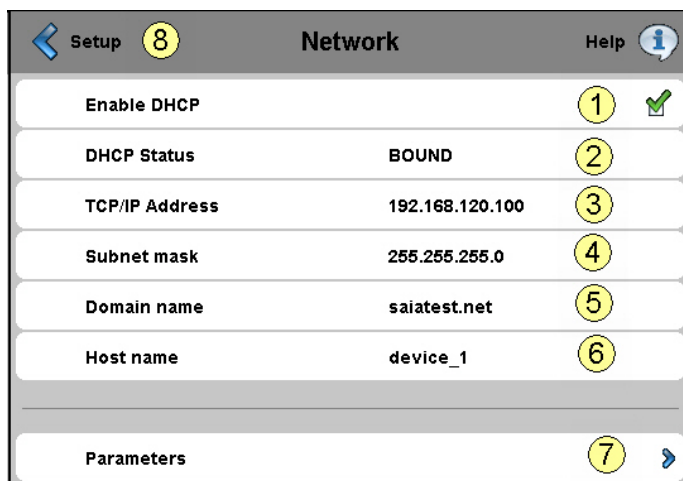 Setup 8 Network Help
Enable DHCP 1
DHCP Status BOUND 2
TCP/IP Address 192.168.120.100 3
Subnet mask 255.255.255.0 4
Domain name saiatest.net 5
Host name device_1 6
Parameters 7